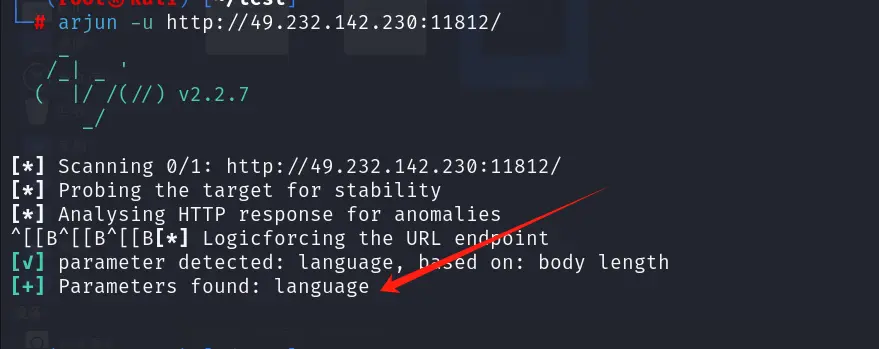 (root㉿kali) [~/test]
└─# arjun -u http://49.232.142.230:11812/
    _
   /_| _ '
  (  |/ /(//) v2.2.7
      _/
[*] Scanning 0/1: http://49.232.142.230:11812/
[*] Probing the target for stability
[*] Analysing HTTP response for anomalies
^[[B^[[B^[[B[*] Logicforcing the URL endpoint
[√] parameter detected: language, based on: body length
[+] Parameters found: language